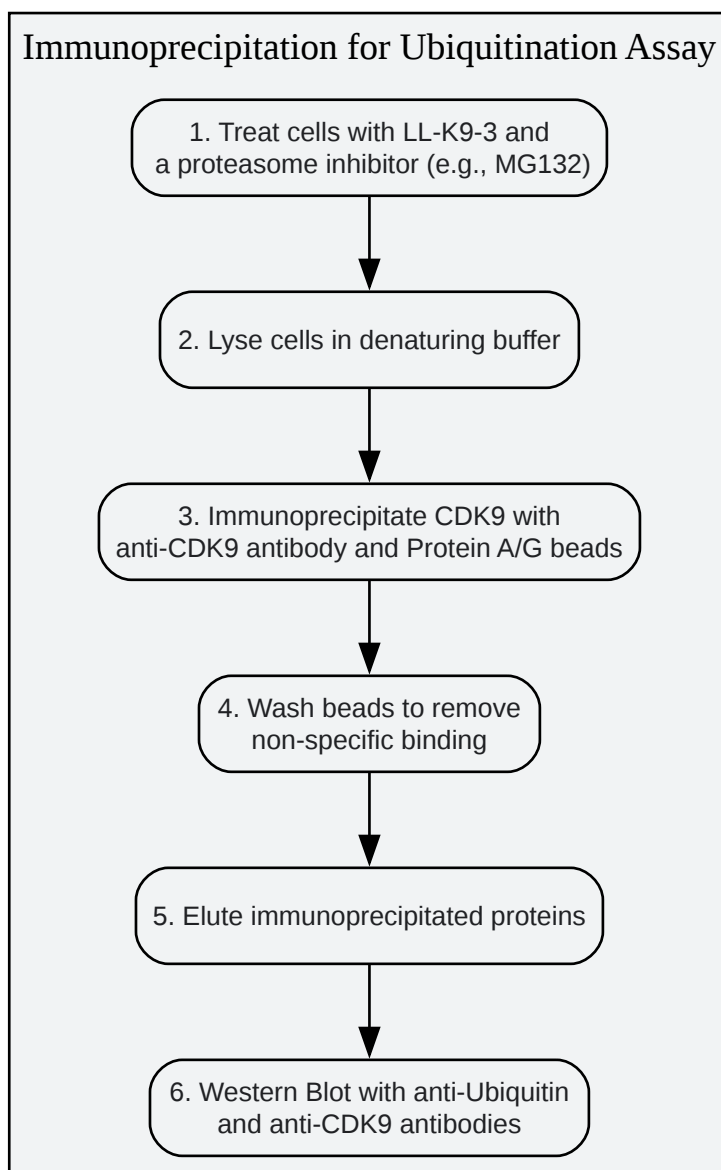 Immunoprecipitation for Ubiquitination Assay
1. Treat cells with LL-K9-3 and
a proteasome inhibitor (e.g., MG132)
2. Lyse cells in denaturing buffer
3. Immunoprecipitate CDK9 with
anti-CDK9 antibody and Protein A/G beads
4. Wash beads to remove
non-specific binding
5. Elute immunoprecipitated proteins
6. Western Blot with anti-Ubiquitin
and anti-CDK9 antibodies